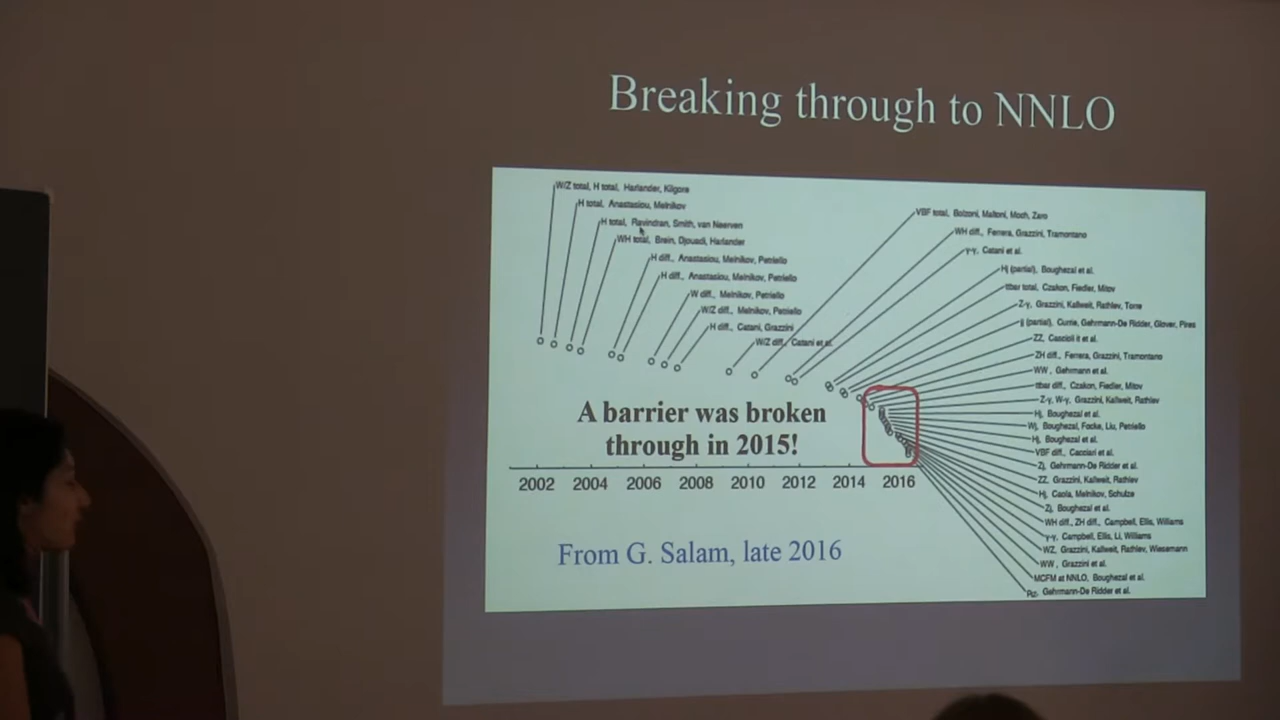 Breaking through to NNLO
W/Z total, H total, Harlander, Kilgore
H total, Anastasiou, Melnikov
H total, Ravindran, Smith, van Neerven
WH total, Brein, Djouadi, Harlander
H diff., Anastasiou, Melnikov, Petriello
H diff., Anastasiou, Melnikov, Petriello
W diff., Melnikov, Petriello
W/Z diff., Melnikov, Petriello
H diff., Catani, Grazzini
W/Z diff., Catani et al.
VBF total, Bolzoni, Maltoni, Moch, Zaro
WH diff., Ferrera, Grazzini, Tramontano
γ-γ, Catani et al.
Hj (partial), Boughezal et al.
ttbar total, Czakon, Fiedler, Mitov
Z-γ, Grazzini, Kallweit, Rathlev, Torre
jj (partial), Currie, Gehrmann-De Ridder, Glover, Pires
ZZ, Cascioli it et al.
ZH diff., Ferrera, Grazzini, Tramontano
WW, Gehrmann et al.
ttbar diff., Czakon, Fiedler, Mitov
Z-γ, W-γ, Grazzini, Kallweit, Rathlev
Hj, Boughezal et al.
Wj, Boughezal, Focke, Liu, Petriello
Hj, Boughezal et al.
VBF diff., Cacciari et al.
Zj, Gehrmann-De Ridder et al.
ZZ, Grazzini, Kallweit, Rathlev
Hj, Caola, Melnikov, Schulze
Zj, Boughezal et al.
WH diff., ZH diff., Campbell, Ellis, Williams
γ-γ, Campbell, Ellis, Li, Williams
WZ, Grazzini, Kallweit, Rathlev, Wiesemann
WW, Grazzini et al.
MCFM at NNLO, Boughezal et al.
Gehrmann-De Ridder et al.
A barrier was broken
through in 2015!
2002 2004 2006 2008 2010 2012 2014 2016
From G. Salam, late 2016